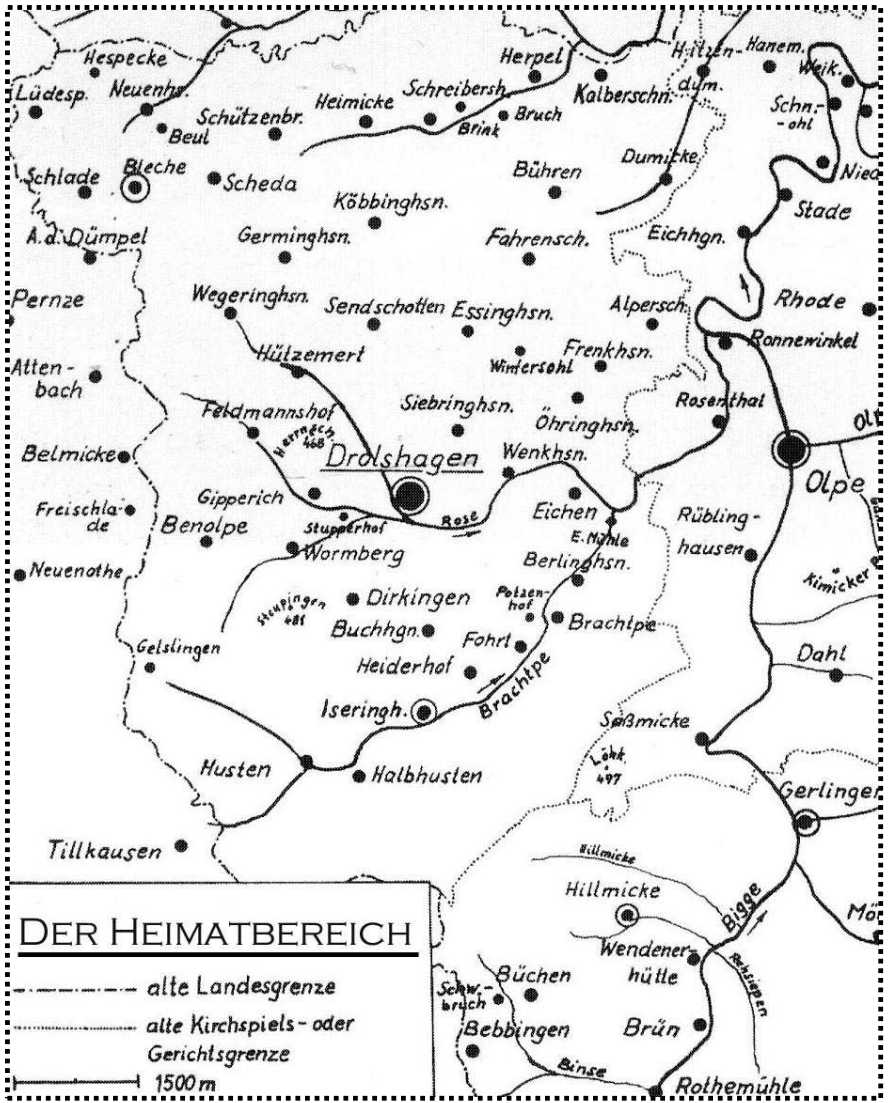 Hespecke
Herpel
Hitzen-
dum.
Hanem.
Weik.
Lüdesp.
Neuenhs.
Schreibersh.
Kalberschn.
Schn.-
-ohl
Heimicke
Schützenbr.
Beul
Brink
Bruch
Bleche
Schlade
Scheda
Bühren
Dumicke
Stade
Köbbinghsn.
A.d. Dümpel
Germinghsn.
Fahrensch.
Eichhgn.
Pernze
Wegeringhsn.
Sendschotten
Essinghsn.
Alpersch.
Rhode
Ronnewinkel
Hützemert
Wintersohl
Frenkhsn.
Atten-
bach
Feldmannshof
Siebringhsn.
Öhringhsn.
Rosenthal
468
Belmicke
Drolshagen
Wenkhsn.
Olpe
Gipperich
Freischla-
de
Stupperhof
Rose
Eichen
Rübling-
hausen
Benolpe
Wormberg
E. Mühle
Berlinghsn.
Neuenothe
Kimicker
Dirkingen
Polzen-
hof
481
Buchhgn.
Brachtpe
Gelslingen
Fohrt
Heiderhof
Brachtpe
Dahl
Iseringh.
Saßmicke
Husten
Halbhusten
Löhk.
497
Gerlingen
Tillkausen
Hillmicke
Hillmicke
Bigge
Wendener-
hütte
Rehsiepen
Schw.-
bruch
Büchen
Bebbingen
Brün
Binse
Rothemühle
DER HEIMATBEREICH
alte Landesgrenze
alte Kirchspiels- oder
Gerichtsgrenze
1500 m